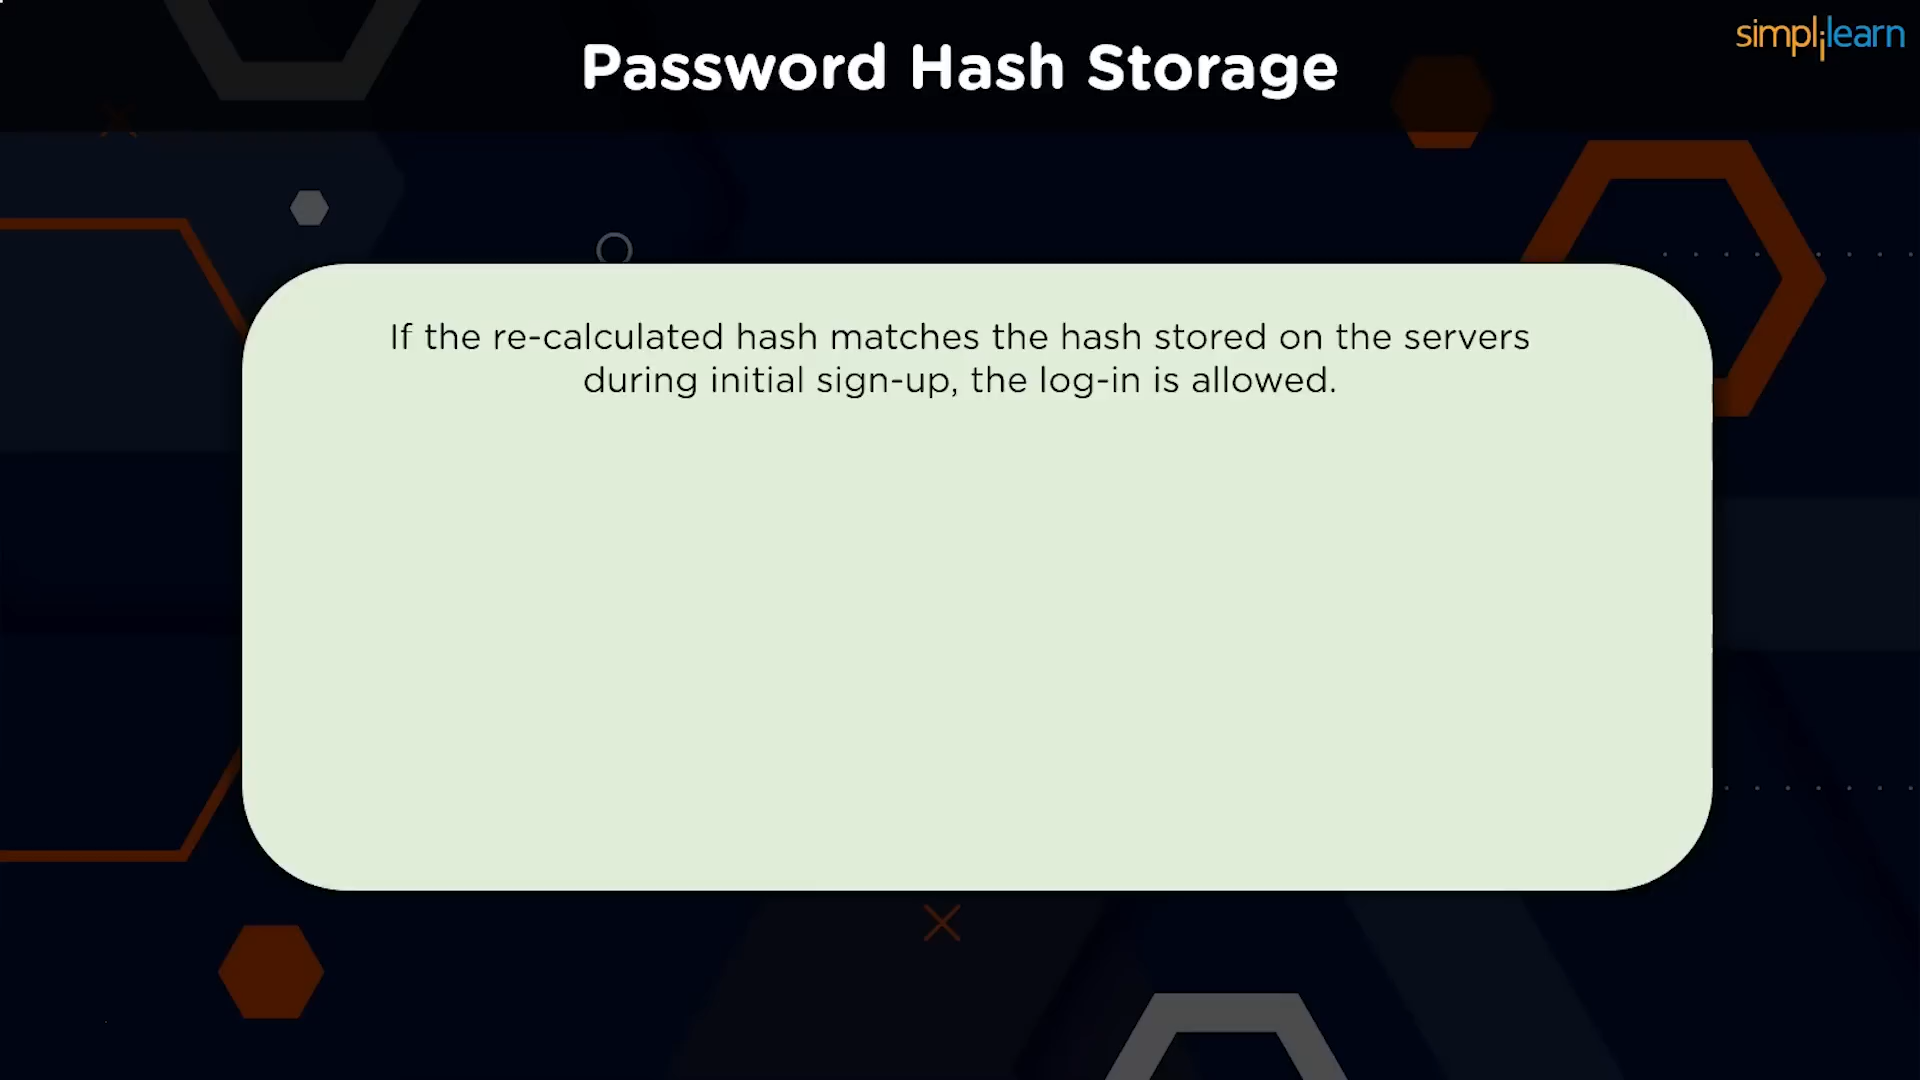 simplilearn
Password Hash Storage
If the re-calculated hash matches the hash stored on the servers
during initial sign-up, the log-in is allowed.